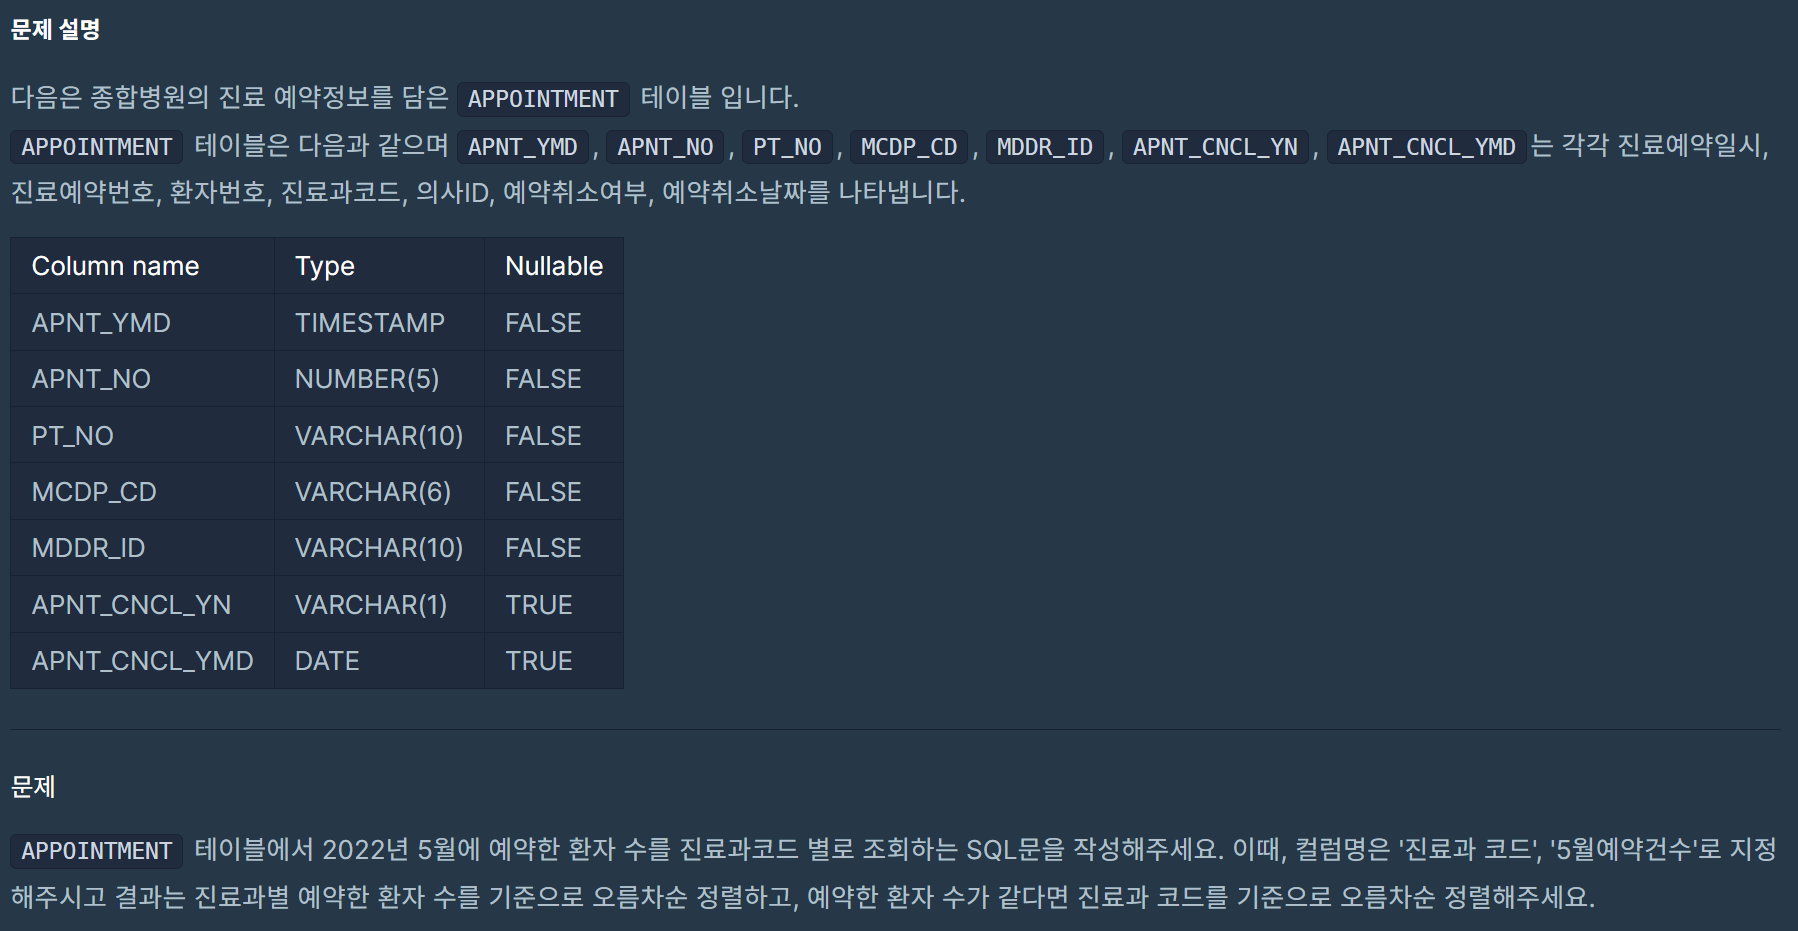 문제 설명
다음은 종합병원의 진료 예약정보를 담은 APPOINTMENT 테이블 입니다.
APPOINTMENT 테이블은 다음과 같으며 APNT_YMD, APNT_NO, PT_NO, MCDP_CD, MDDR_ID, APNT_CNCL_YN, APNT_CNCL_YMD는 각각 진료예약일시,
진료예약번호, 환자번호, 진료과코드, 의사ID, 예약취소여부, 예약취소날짜를 나타냅니다.
Column name Type Nullable
APNT_YMD TIMESTAMP FALSE
APNT_NO NUMBER(5) FALSE
PT_NO VARCHAR(10) FALSE
MCDP_CD VARCHAR(6) FALSE
MDDR_ID VARCHAR(10) FALSE
APNT_CNCL_YN VARCHAR(1) TRUE
APNT_CNCL_YMD DATE TRUE
문제
APPOINTMENT 테이블에서 2022년 5월에 예약한 환자 수를 진료과코드 별로 조회하는 SQL문을 작성해주세요. 이때, 컬럼명은 '진료과 코드', '5월예약건수'로 지정
해주시고 결과는 진료과별 예약한 환자 수를 기준으로 오름차순 정렬하고, 예약한 환자 수가 같다면 진료과 코드를 기준으로 오름차순 정렬해주세요.